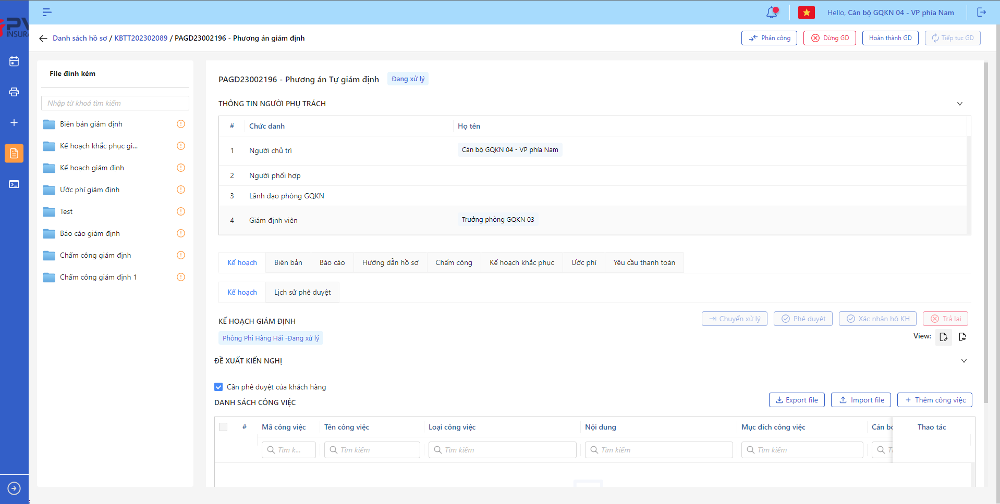 Hello, Cán bộ GQKN 04 - VP phía Nam
PV
INSURA
Danh sách hồ sơ / KBTT202302089 / PAGD23002196 - Phương án giám định
Phân công
Dừng GD
Hoàn thành GD
Tiếp tục GD
File đính kèm
Nhập từ khoá tìm kiếm
Biên bản giám định
Kế hoạch khắc phục gi...
Kế hoạch giám định
Ước phí giám định
Test
Báo cáo giám định
Chấm công giám định
Chấm công giám định 1
PAGD23002196 - Phương án Tự giám định
Đang xử lý
THÔNG TIN NGƯỜI PHỤ TRÁCH
# Chức danh Họ tên
1 Người chủ trì Cán bộ GQKN 04 - VP phía Nam
2 Người phối hợp
3 Lãnh đạo phòng GQKN
4 Giám định viên Trưởng phòng GQKN 03
Kế hoạch Biên bản Báo cáo Hướng dẫn hồ sơ Chấm công Kế hoạch khắc phục Ước phí Yêu cầu thanh toán
Kế hoạch Lịch sử phê duyệt
KẾ HOẠCH GIÁM ĐỊNH
Chuyển xử lý
Phê duyệt
Xác nhận hộ KH
Trả lại
Phòng Phi Hàng Hải -Đang xử lý
View:
ĐỀ XUẤT KIẾN NGHỊ
Cần phê duyệt của khách hàng
DANH SÁCH CÔNG VIỆC
Export file
Import file
Thêm công việc
# Mã công việc Tên công việc Loại công việc Nội dung Mục đích công việc Cán bộ Thao tác
Tìm k... Tìm kiếm Tìm kiếm Tìm kiếm Tìm kiếm